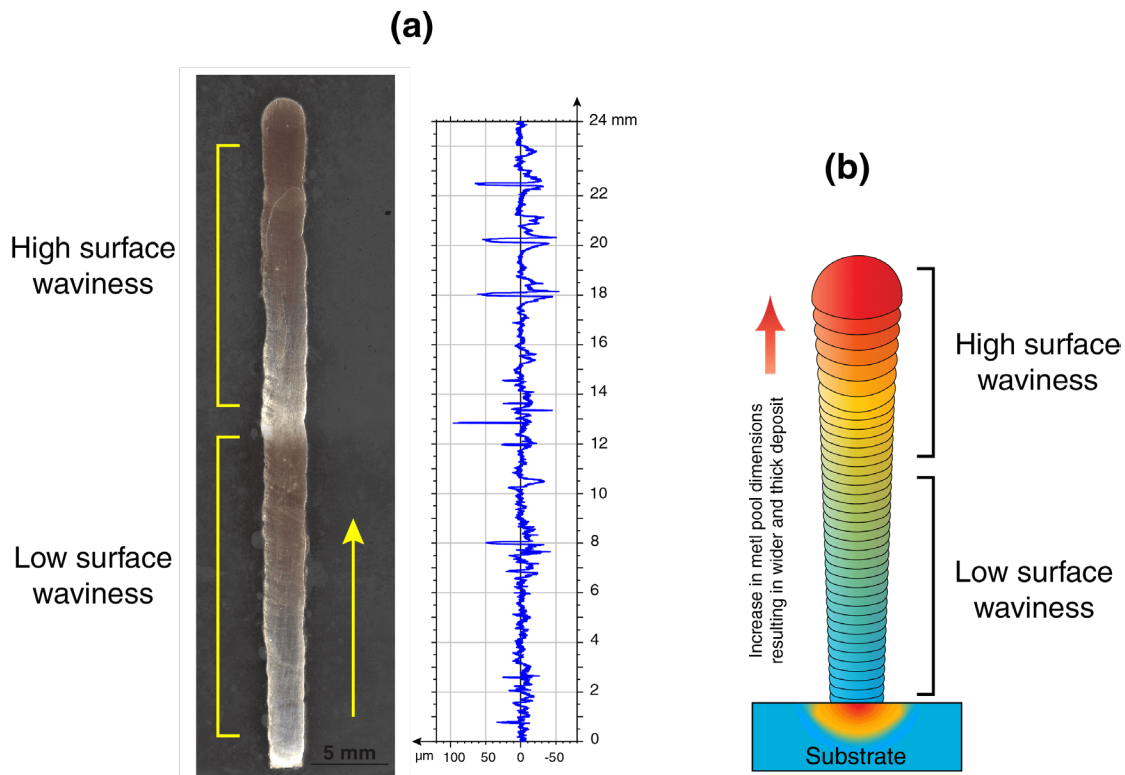 (a)
High surface
waviness
Low surface
waviness
5 mm
24 mm
22
20
18
16
14
12
10
8
6
4
2
0
µm 100 50 0 -50
(b)
Increase in metl pool dimensions
resulting in wider and thick deposit
High surface
waviness
Low surface
waviness
Substrate